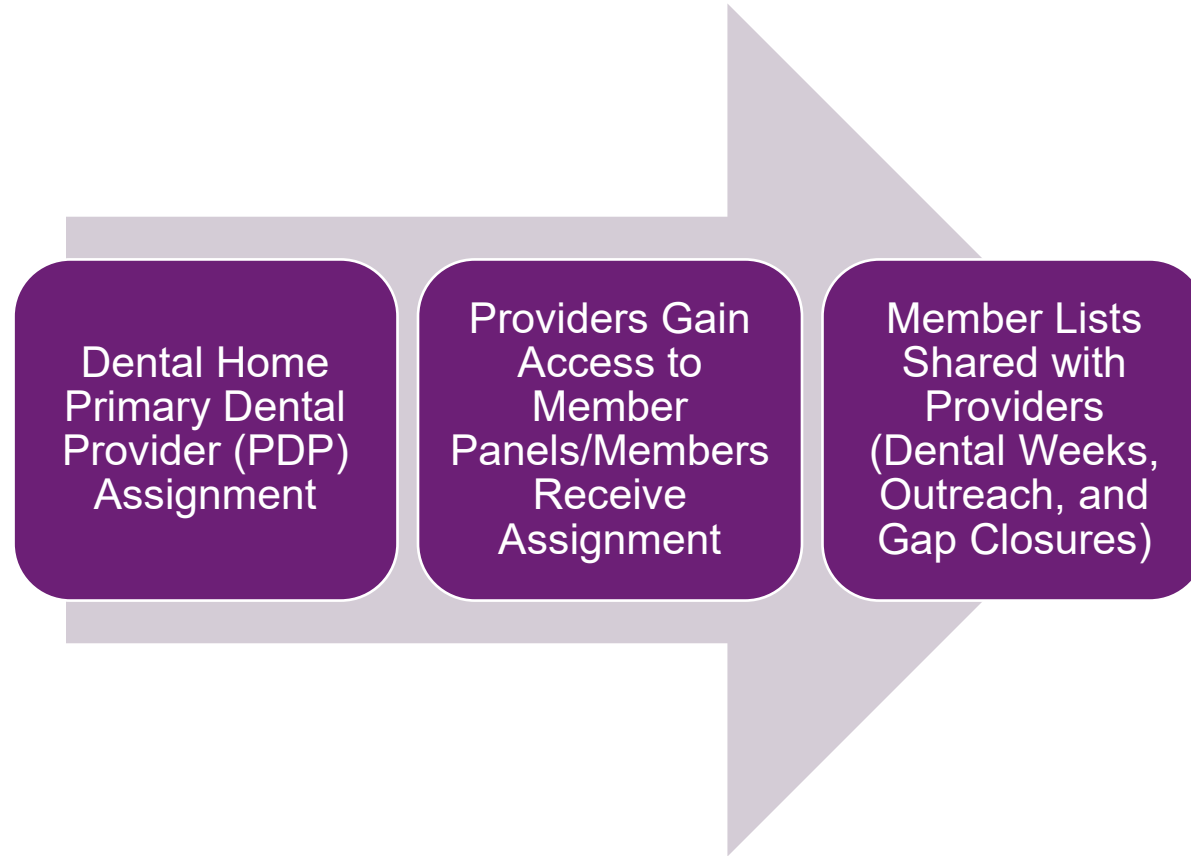 Dental Home
Primary Dental
Provider (PDP)
Assignment
Providers Gain
Access to
Member
Panels/Members
Receive
Assignment
Member Lists
Shared with
Providers
(Dental Weeks,
Outreach, and
Gap Closures)